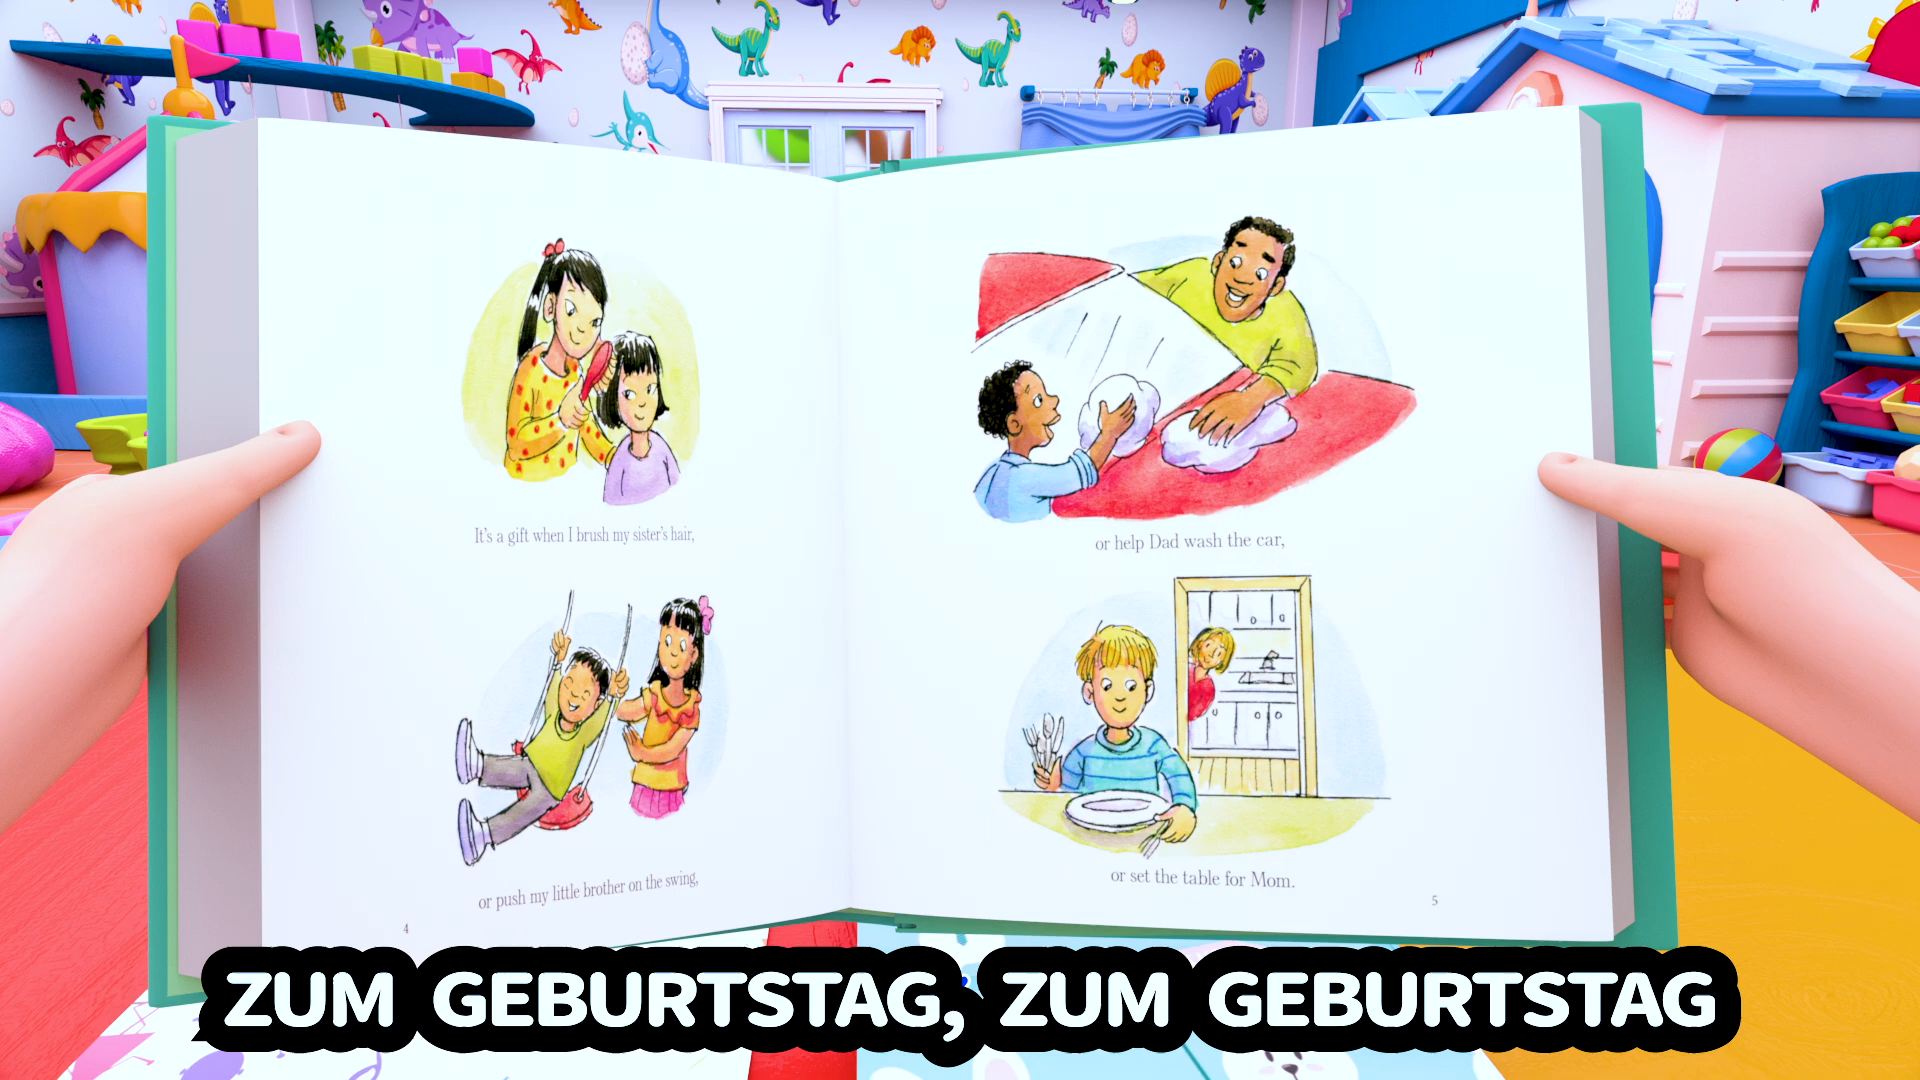 It's a gift when I brush my sister's hair,
or push my little brother on the swing,
4
or help Dad wash the car,
or set the table for Mom.
5
ZUM GEBURTSTAG, ZUM GEBURTSTAG